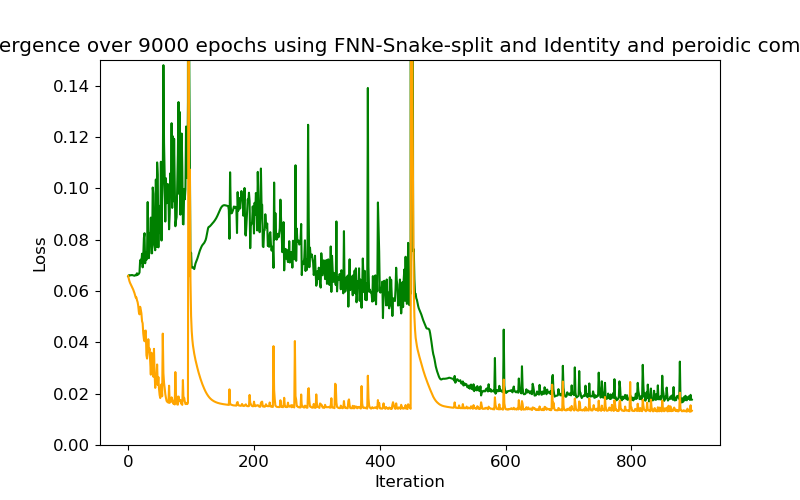 ergence over 9000 epochs using FNN-Snake-split and Identity and peroidic com
0.14
0.12
0.10
0.08
0.06
0.04
0.02
0.00
Loss
0 200 400 600 800
Iteration